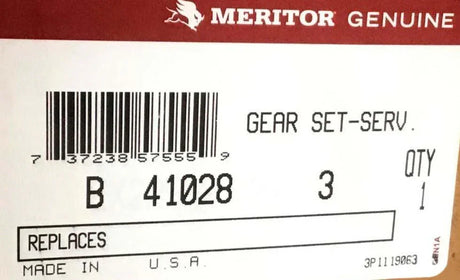 MERITOR GENUINE
GEAR SET-SERV.
7 37238 57555 9
QTY
B 41028 3 1
REPLACES
MADE IN U.S.A. 3P1119063